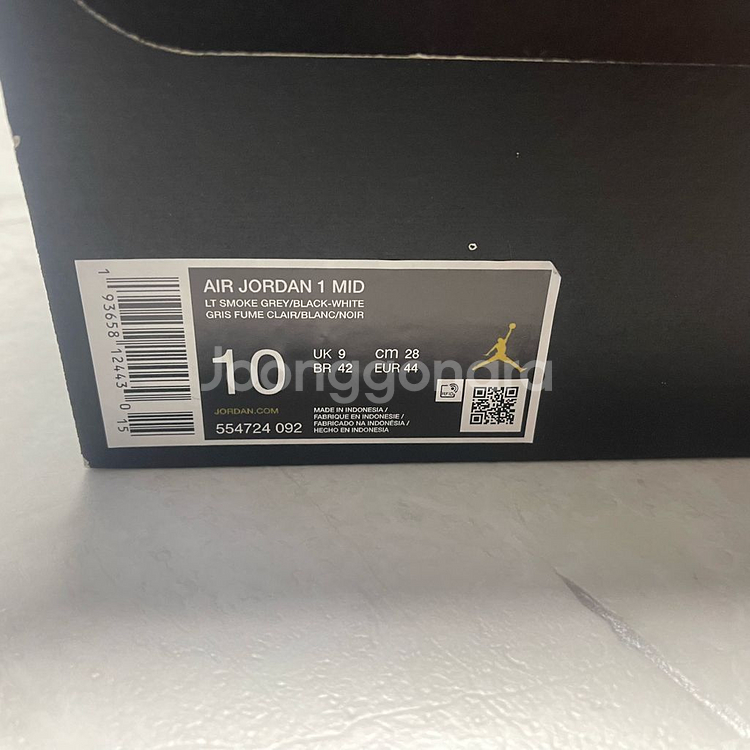 AIR JORDAN 1 MID
LT SMOKE GREY/BLACK-WHITE
GRIS FUME CLAIR/BLANC/NOIR
10
UK 9 cm 28
BR 42 EUR 44
JORDAN.COM
554724 092
MADE IN INDONESIA/
FABRIQUE EN INDONESIE/
FABRICADO NA INDONÉSIA/
HECHO EN INDONESIA
1 93658 12443 0 15
Joonggonara